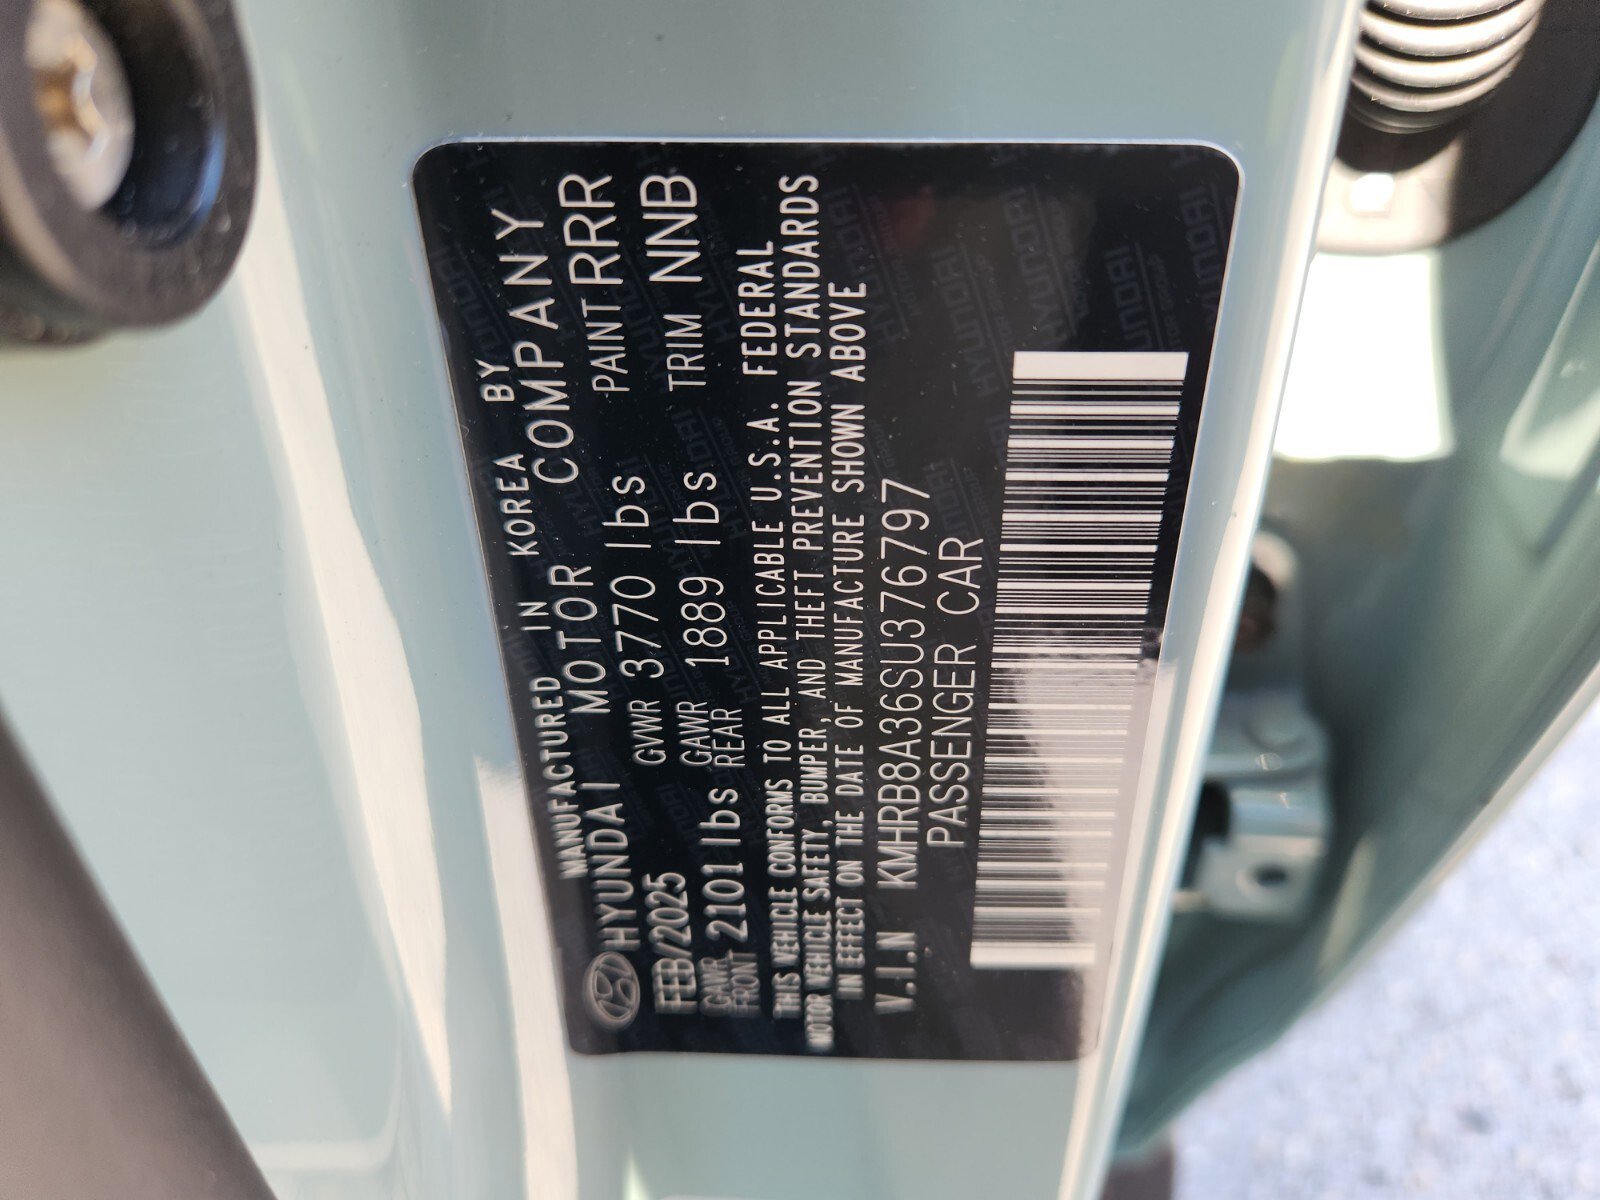 MANUFACTURED IN KOREA BY
HYUNDAI MOTOR COMPANY
FEB/2025 GVWR 3770 lbs PAINT RRR
GAWR FRONT 2101 lbs GAWR REAR 1889 lbs TRIM NNB
THIS VEHICLE CONFORMS TO ALL APPLICABLE U.S.A. FEDERAL
MOTOR VEHICLE SAFETY, BUMPER, AND THEFT PREVENTION STANDARDS
IN EFFECT ON THE DATE OF MANUFACTURE SHOWN ABOVE
V.I.N KMHRB8A36SU376797
PASSENGER CAR